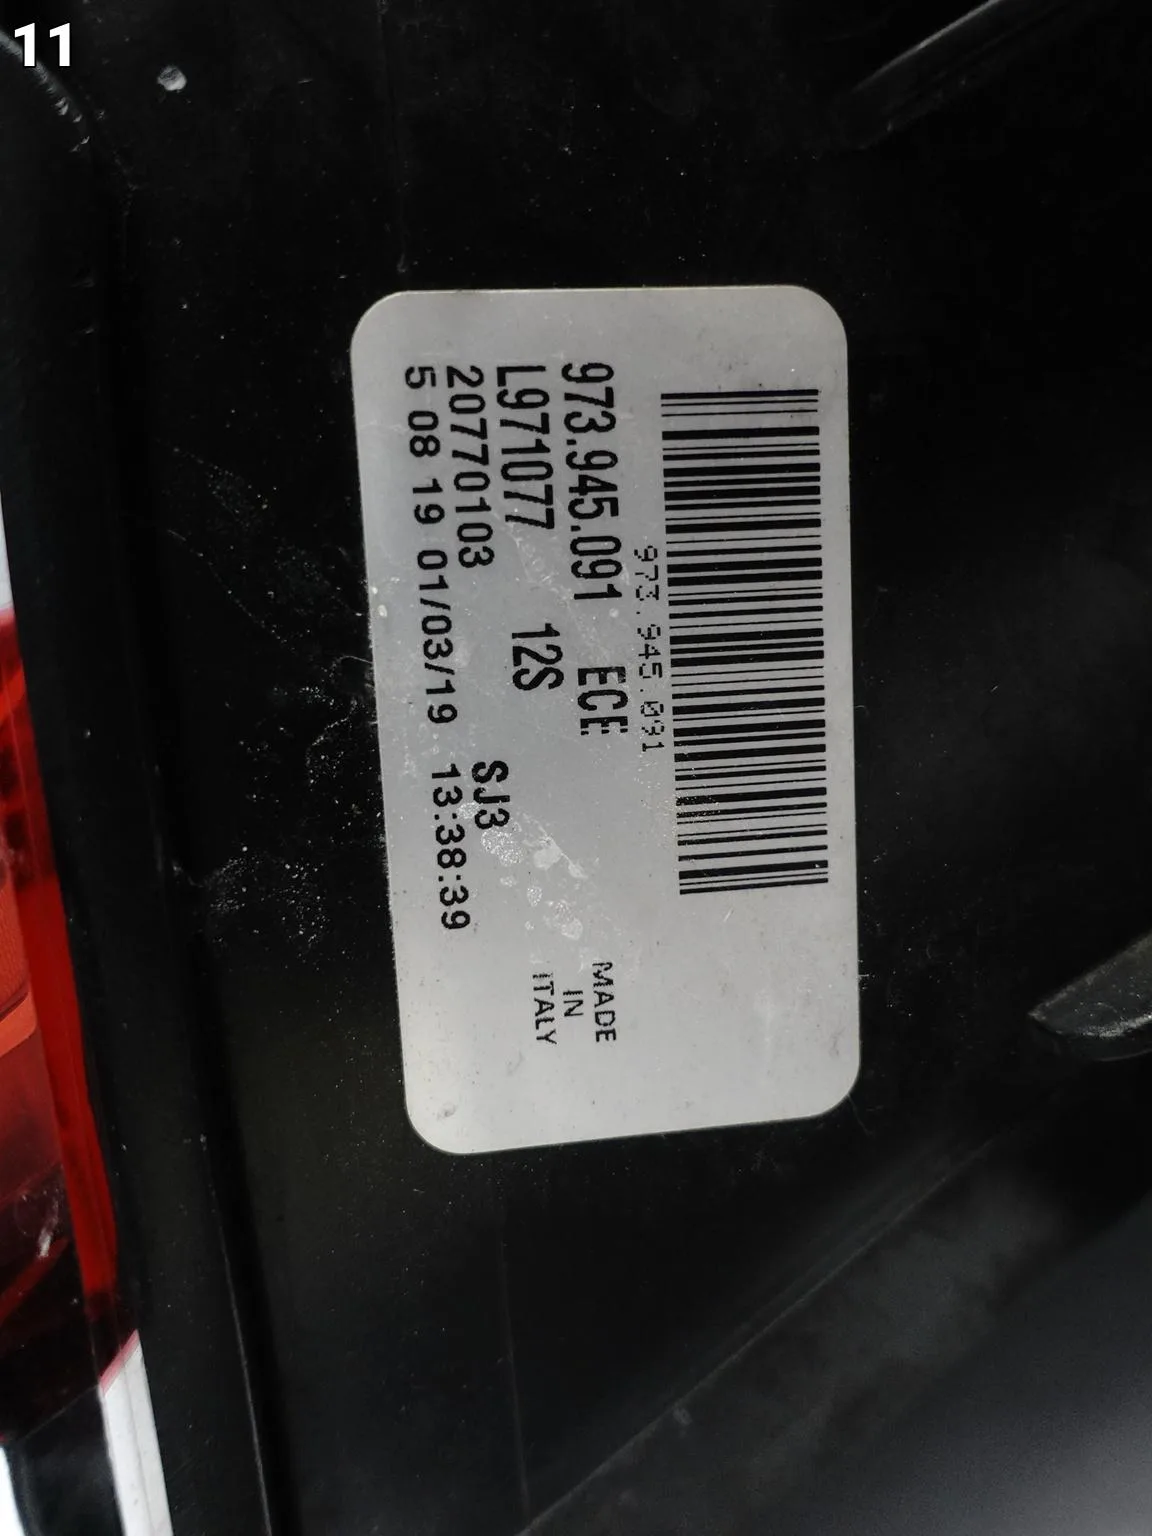 11
973.945.091
973.945.091 ECE
L971077 12S
20770103 SJ3
5 08 19 01/03/19 13:38:39
MADE
IN
ITALY